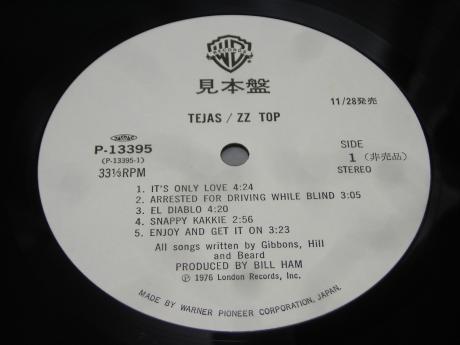 RECORDS
見本盤
11/28発売
TEJAS / ZZ TOP
P-13395
(P-13395-1)
33⅓RPM
SIDE
1 (非売品)
STEREO
1. IT'S ONLY LOVE 4:24
2. ARRESTED FOR DRIVING WHILE BLIND 3:05
3. EL DIABLO 4:20
4. SNAPPY KAKKIE 2:56
5. ENJOY AND GET IT ON 3:23
All songs written by Gibbons, Hill
and Beard
PRODUCED BY BILL HAM
℗ 1976 London Records, Inc.
MADE BY WARNER PIONEER CORPORATION, JAPAN.